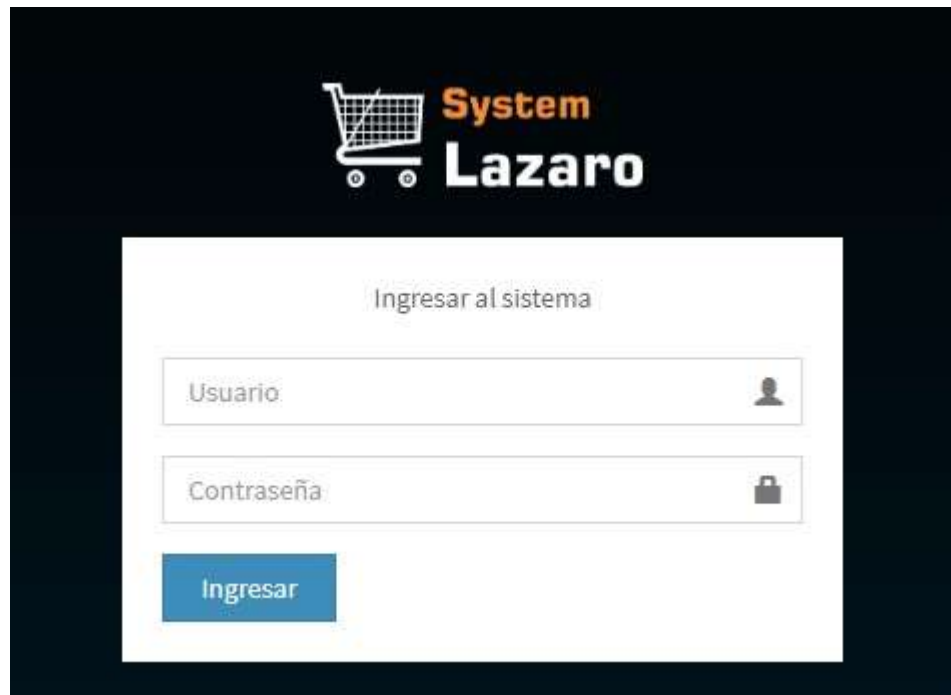 System
Lazaro
Ingresar al sistema
Usuario
Contraseña
Ingresar